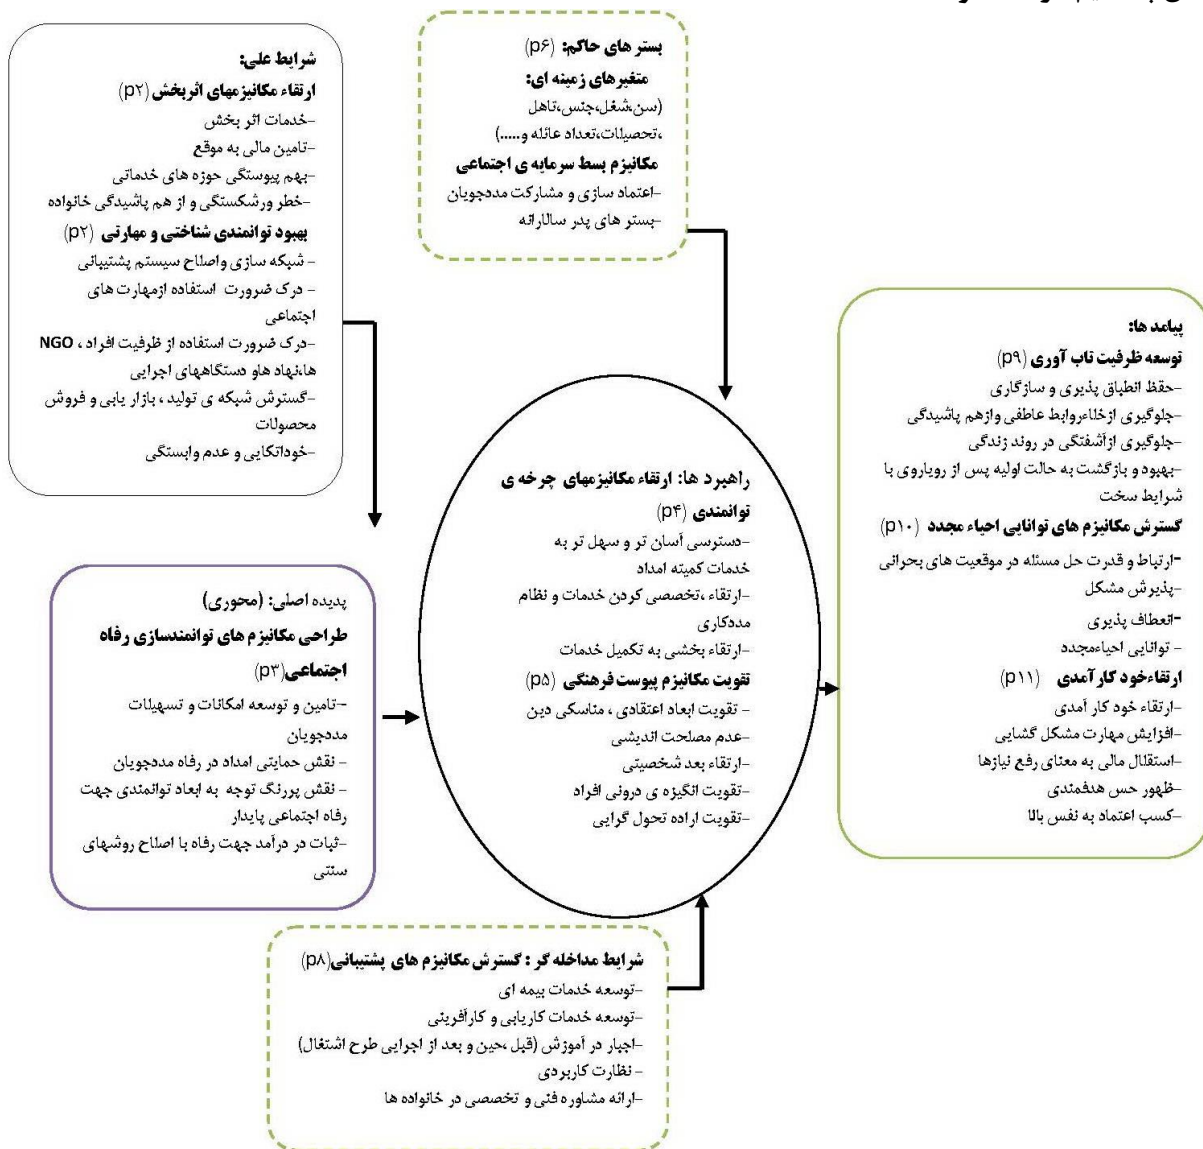 شرایط علی:
ارتقاء مکانیزمهای اثربخش (p۲)
-خدمات اثر بخش
-تامین مالی به موقع
-بهم پیوستگی حوزه های خدماتی
-خطر ورشکستگی و از هم پاشیدگی خانواده
بهبود توانمندی شناختی و مهارتی (p۲)
- شبکه سازی واصلاح سیستم پشتیبانی
- درک ضرورت استفاده ازمهارت های
اجتماعی
-درک ضرورت استفاده از ظرفیت افراد ، NGO
ها،نهاد هاو دستگاههای اجرایی
-گسترش شبکه ی تولید ، بازار یابی و فروش
محصولات
-خوداتکایی و عدم وابستگی
بستر های حاکم: (p۶)
متغیرهای زمینه ای:
(سن،شغل،جنس،تاهل
،تحصیلات،تعداد عائله و.....)
مکانیزم بسط سرمایه ی اجتماعی
-اعتماد سازی و مشارکت مددجویان
-بستر های پدر سالارانه
پدیده اصلی: (محوری)
طراحی مکانیزم های توانمندسازی رفاه
اجتماعی(p۳)
-تامین و توسعه امکانات و تسهیلات
مددجویان
- نقش حمایتی امداد در رفاه مددجویان
- نقش پررنگ توجه به ابعاد توانمندی جهت
رفاه اجتماعی پایدار
-ثبات در درآمد جهت رفاه با اصلاح روشهای
سنتی
راهبرد ها: ارتقاء مکانیزمهای چرخه ی
توانمندی (p۴)
-دسترسی آسان تر و سهل تر به
خدمات کمیته امداد
-ارتقاء ،تخصصی کردن خدمات و نظام
مددکاری
-ارتقاء بخشی به تکمیل خدمات
تقویت مکانیزم پیوست فرهنگی (p۵)
- تقویت ابعاد اعتقادی ، مناسکی دین
-عدم مصلحت اندیشی
-ارتقاء بعد شخصیتی
-تقویت انگیزه ی درونی افراد
-تقویت اراده تحول گرایی
پیامد ها:
توسعه ظرفیت تاب آوری (p۹)
-حفظ انطباق پذیری و سازگاری
-جلوگیری ازخلاءروابط عاطفی وازهم پاشیدگی
-جلوگیری ازآشفتگی در روند زندگی
-بهبود و بازگشت به حالت اولیه پس از رویاروی با
شرایط سخت
گسترش مکانیزم های توانایی احیاء مجدد (p۱۰)
-ارتباط و قدرت حل مسئله در موقعیت های بحرانی
-پذیرش مشکل
-انعطاف پذیری
- توانایی احیاءمجدد
ارتقاءخود کارآمدی (p۱۱)
-ارتقاء خود کار آمدی
-افزایش مهارت مشکل گشایی
-استقلال مالی به معنای رفع نیازها
-ظهور حس هدفمندی
-کسب اعتماد به نفس بالا
شرایط مداخله گر : گسترش مکانیزم های پشتیبانی(p۸)
-توسعه خدمات بیمه ای
-توسعه خدمات کاریابی و کارآفرینی
-اجبار در آموزش (قبل ،حین و بعد از اجرایی طرح اشتغال)
- نظارت کاربردی
-ارائه مشاوره فنی و تخصصی در خانواده ها